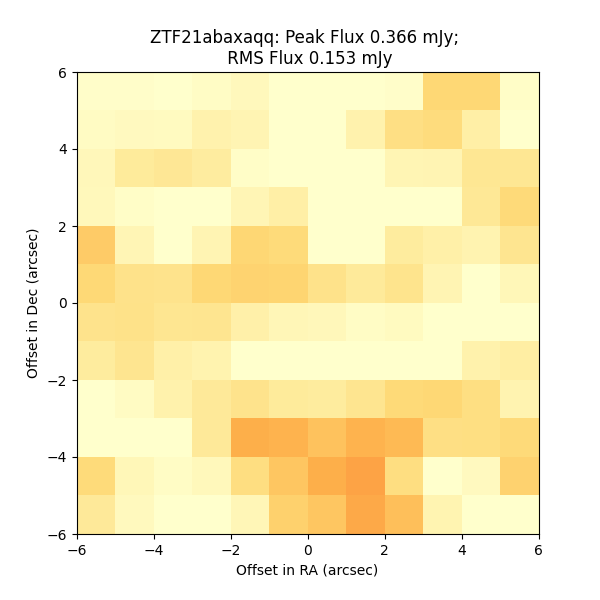 ZTF21abaxaqq: Peak Flux 0.366 mJy;
RMS Flux 0.153 mJy
6
4
2
0
−2
−4
−6
Offset in Dec (arcsec)
−6 −4 −2 0 2 4 6
Offset in RA (arcsec)